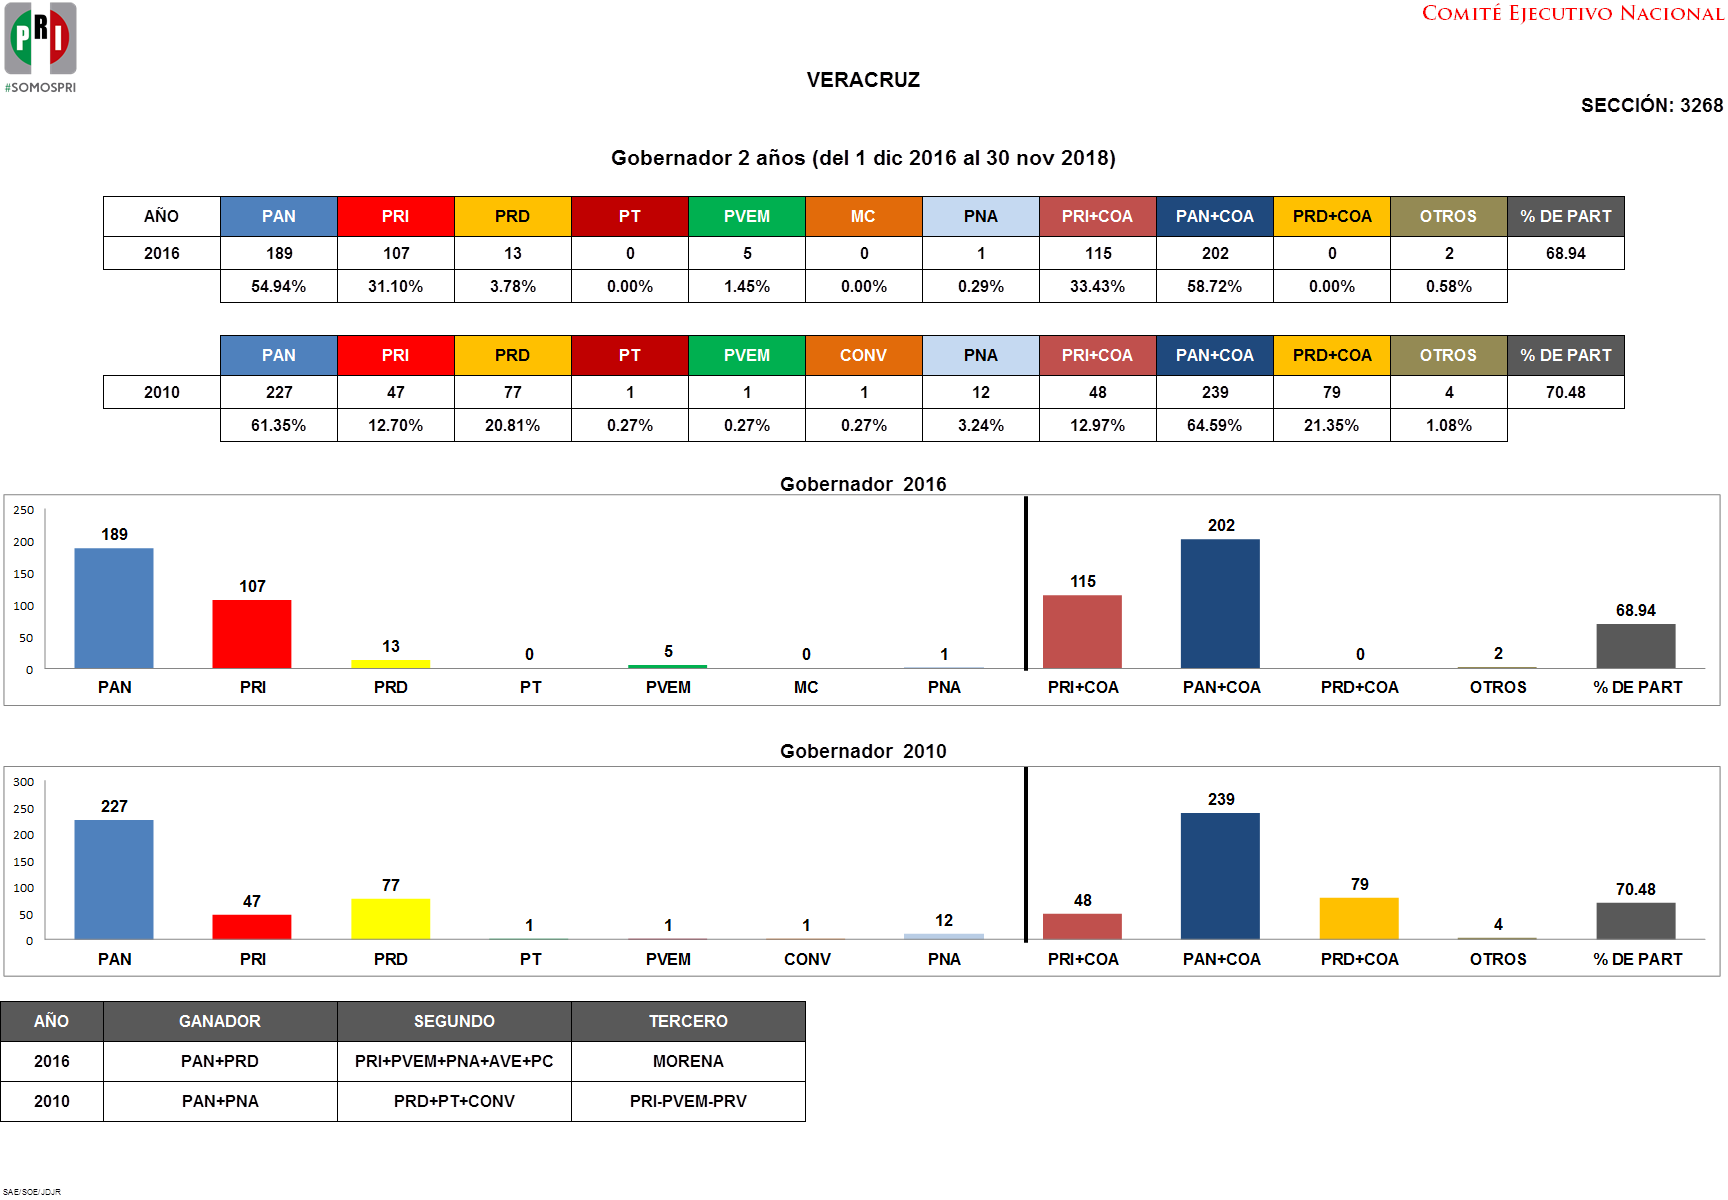 PRI
#SOMOSPRI
COMITÉ EJECUTIVO NACIONAL
VERACRUZ
SECCIÓN: 3268
Gobernador 2 años (del 1 dic 2016 al 30 nov 2018)
AÑO PAN PRI PRD PT PVEM MC PNA PRI+COA PAN+COA PRD+COA OTROS % DE PART
2016 189 107 13 0 5 0 1 115 202 0 2 68.94
54.94% 31.10% 3.78% 0.00% 1.45% 0.00% 0.29% 33.43% 58.72% 0.00% 0.58%
PAN PRI PRD PT PVEM CONV PNA PRI+COA PAN+COA PRD+COA OTROS % DE PART
2010 227 47 77 1 1 1 12 48 239 79 4 70.48
61.35% 12.70% 20.81% 0.27% 0.27% 0.27% 3.24% 12.97% 64.59% 21.35% 1.08%
Gobernador 2016
250
200
150
100
50
0
189 107 13 0 5 0 1 115 202 0 2 68.94
PAN PRI PRD PT PVEM MC PNA PRI+COA PAN+COA PRD+COA OTROS % DE PART
Gobernador 2010
300
250
200
150
100
50
0
227 47 77 1 1 1 12 48 239 79 4 70.48
PAN PRI PRD PT PVEM CONV PNA PRI+COA PAN+COA PRD+COA OTROS % DE PART
AÑO GANADOR SEGUNDO TERCERO
2016 PAN+PRD PRI+PVEM+PNA+AVE+PC MORENA
2010 PAN+PNA PRD+PT+CONV PRI-PVEM-PRV
SAE/SOE/JDJR